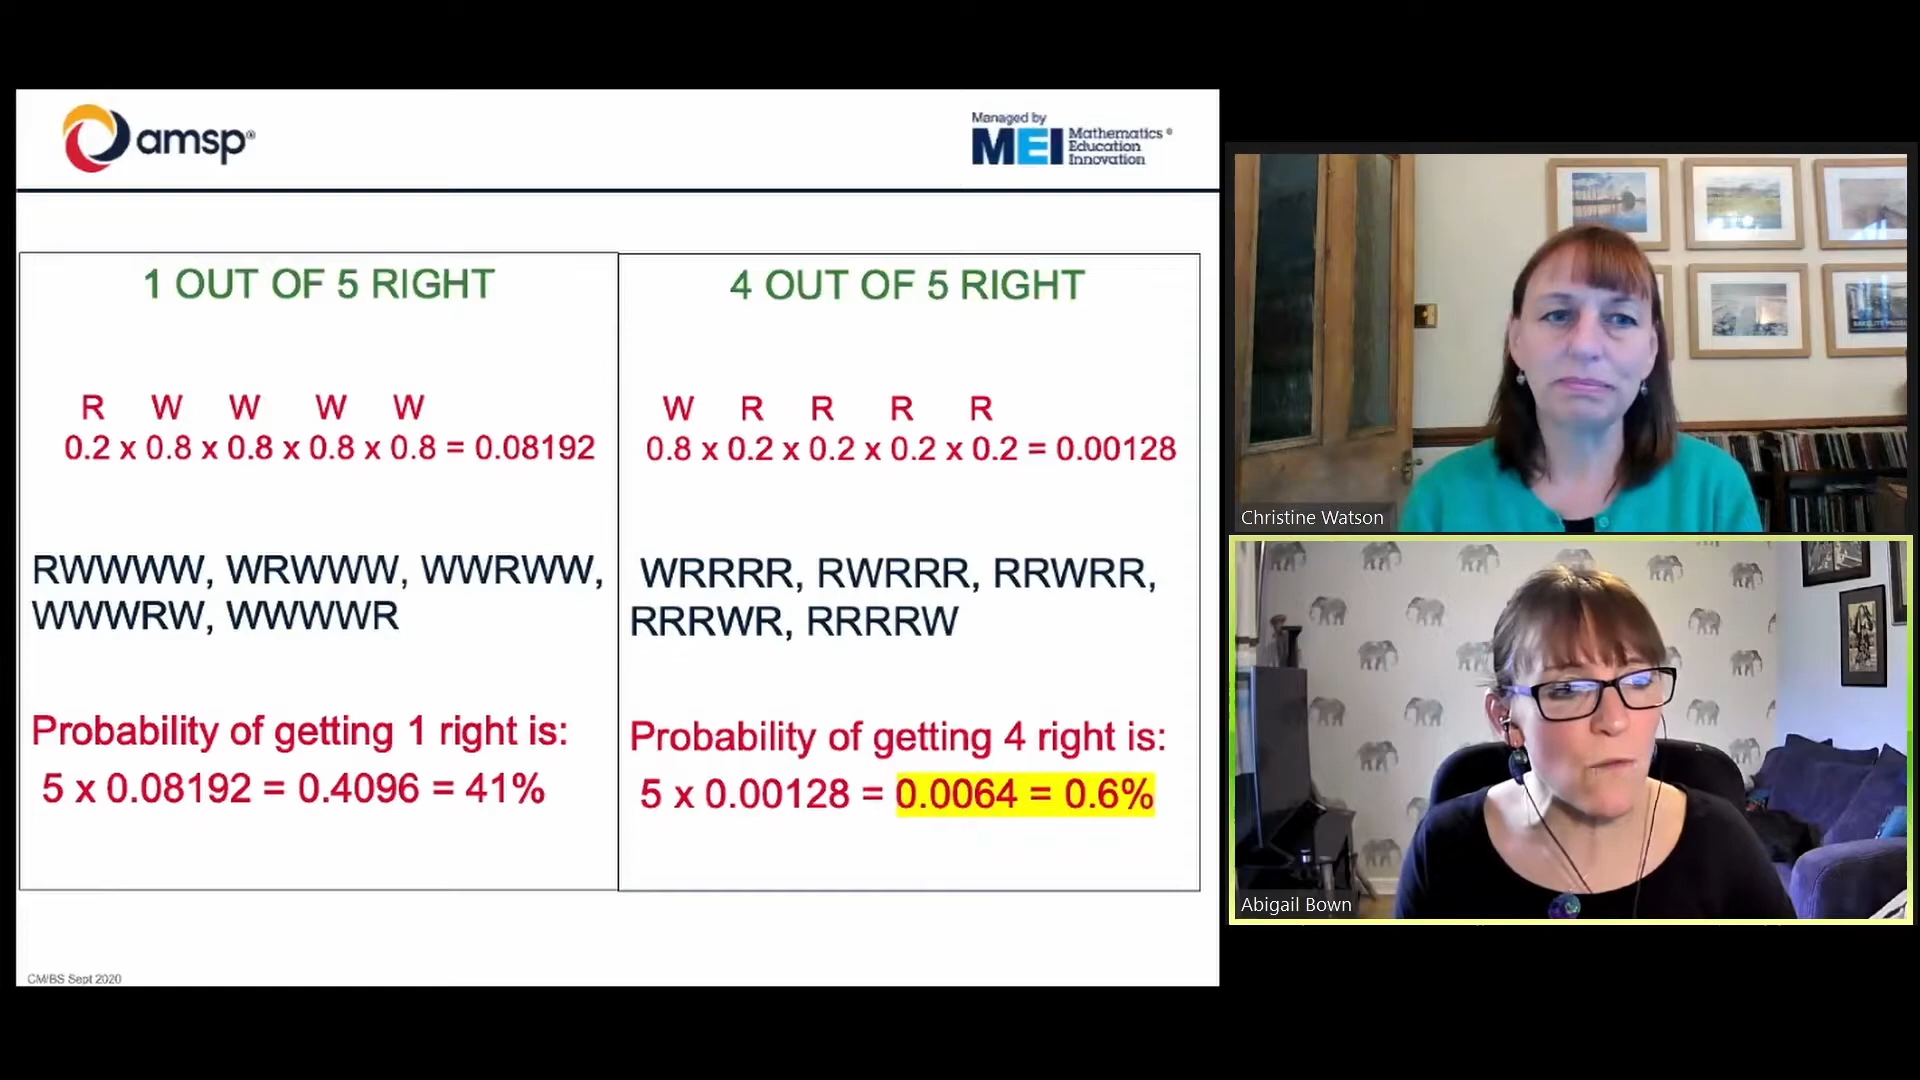 amsp®
Managed by
MEI Mathematics®
Education
Innovation
1 OUT OF 5 RIGHT
R W W W W
0.2 x 0.8 x 0.8 x 0.8 x 0.8 = 0.08192
RWWWW, WRWWW, WWRWW,
WWWRW, WWWWR
Probability of getting 1 right is:
5 x 0.08192 = 0.4096 = 41%
4 OUT OF 5 RIGHT
W R R R R
0.8 x 0.2 x 0.2 x 0.2 x 0.2 = 0.00128
WRRRR, RWRRR, RRWRR,
RRRWR, RRRRW
Probability of getting 4 right is:
5 x 0.00128 = 0.0064 = 0.6%
CM/BS Sept 2020
Christine Watson
Abigail Bown